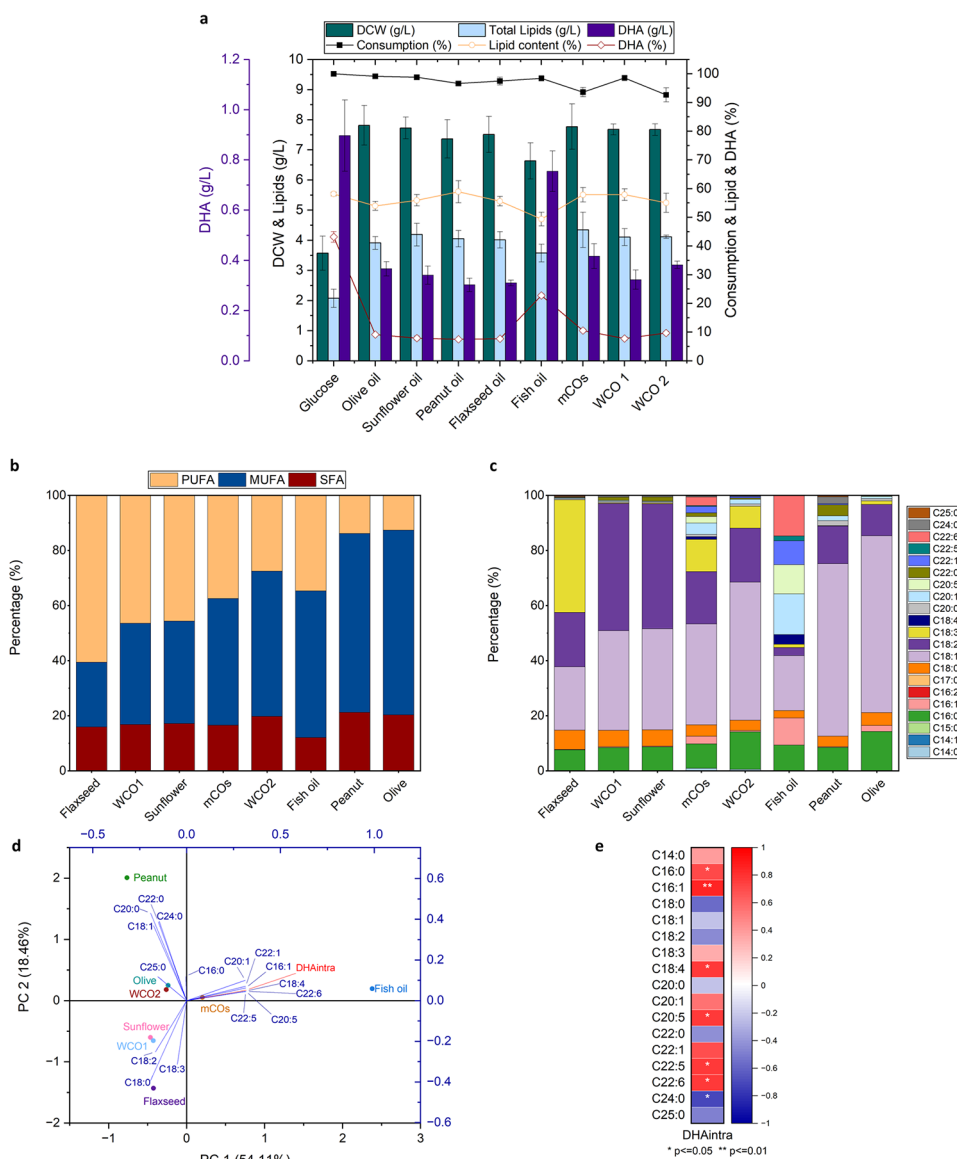 a
DCW (g/L) Total Lipids (g/L) DHA (g/L)
Consumption (%) Lipid content (%) DHA (%)
DHA (g/L)
1.2
1.0
0.8
0.6
0.4
0.2
0.0
DCW & Lipids (g/L)
10
9
8
7
6
5
4
3
2
1
0
Consumption & Lipid & DHA (%)
100
90
80
70
60
50
40
30
20
10
0
Glucose
Olive oil
Sunflower oil
Peanut oil
Flaxseed oil
Fish oil
mCOs
WCO 1
WCO 2
b
PUFA MUFA SFA
Percentage (%)
100
80
60
40
20
0
Flaxseed
WCO1
Sunflower
mCOs
WCO2
Fish oil
Peanut
Olive
c
Percentage (%)
100
80
60
40
20
0
Flaxseed
WCO1
Sunflower
mCOs
WCO2
Fish oil
Peanut
Olive
C25:0
C24:0
C22:6
C22:5
C22:1
C22:0
C20:5
C20:1
C20:0
C18:4
C18:3
C18:2
C18:1
C18:0
C17:0
C16:2
C16:1
C16:0
C15:0
C14:1
C14:0
d
-0.5 0.0 0.5 1.0
PC 2 (18.46%)
2
1
0
−1
−2
0.6
0.4
0.2
0.0
-0.2
-0.4
-0.6
Peanut
C22:0
C20:0
C24:0
C18:1
C22:1
C20:1
C25:0
C16:0
C16:1
DHAintra
Olive
C18:4
WCO2
C22:6
Fish oil
mCOs
C22:5
C20:5
Sunflower
WCO1
C18:2
C18:3
C18:0
Flaxseed
−1 0 1 2 3
PC 1 (54.11%)
e
C14:0
C16:0 *
C16:1 **
C18:0
C18:1
C18:2
C18:3
C18:4 *
C20:0
C20:1
C20:5 *
C22:0
C22:1
C22:5 *
C22:6 *
C24:0 *
C25:0
1
0.8
0.6
0.4
0.2
0
−0.2
−0.4
−0.6
−0.8
−1
DHAintra
* p<=0.05 ** p<=0.01